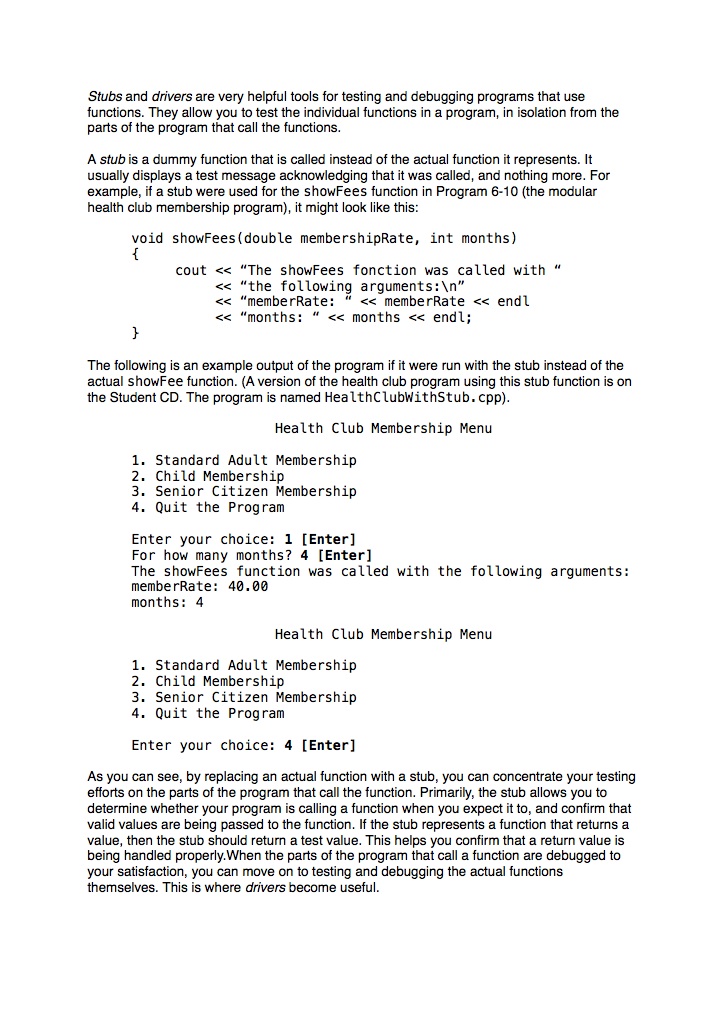 Stubs and drivers are very helpful tools for testing and debugging programs that use
functions. They allow you to test the individual functions in a program, in isolation from the
parts of the program that call the functions.
A stub is a dummy function that is called instead of the actual function it represents. It
usually displays a test message acknowledging that it was called, and nothing more. For
example, if a stub were used for the showFees function in Program 6-10 (the modular
health club membership program), it might look like this:
void showFees(double membershipRate, int months)
{
cout << “The showFees fonction was called with “
<< “the following arguments:\n”
<< “memberRate: “ << memberRate << endl
<< “months: “ << months << endl;
}
The following is an example output of the program if it were run with the stub instead of the
actual showFee function. (A version of the health club program using this stub function is on
the Student CD. The program is named HealthClubWithStub.cpp).
Health Club Membership Menu
1. Standard Adult Membership
2. Child Membership
3. Senior Citizen Membership
4. Quit the Program
Enter your choice: 1 [Enter]
For how many months? 4 [Enter]
The showFees function was called with the following arguments:
memberRate: 40.00
months: 4
Health Club Membership Menu
1. Standard Adult Membership
2. Child Membership
3. Senior Citizen Membership
4. Quit the Program
Enter your choice: 4 [Enter]
As you can see, by replacing an actual function with a stub, you can concentrate your testing
efforts on the parts of the program that call the function. Primarily, the stub allows you to
determine whether your program is calling a function when you expect it to, and confirm that
valid values are being passed to the function. If the stub represents a function that returns a
value, then the stub should return a test value. This helps you confirm that a return value is
being handled properly.When the parts of the program that call a function are debugged to
your satisfaction, you can move on to testing and debugging the actual functions
themselves. This is where drivers become useful.